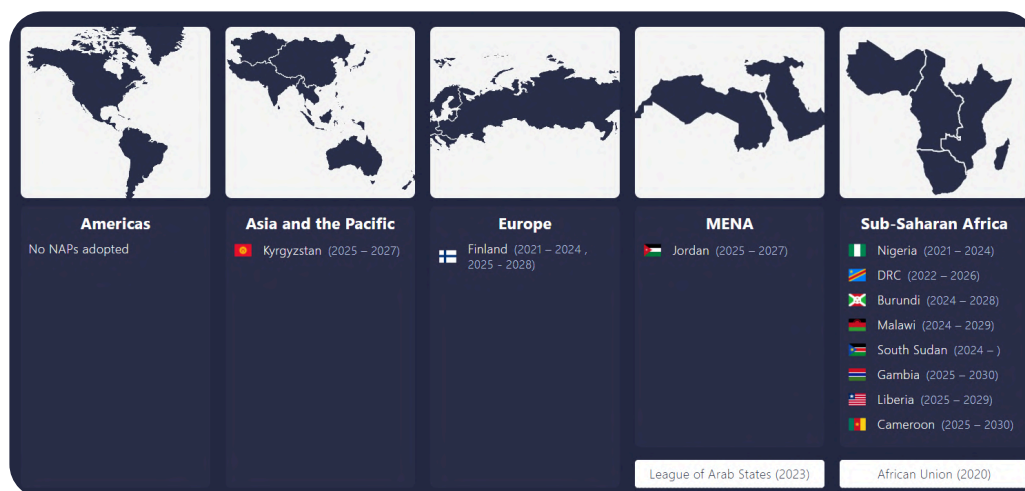 Americas
No NAPs adopted
Asia and the Pacific
Kyrgyzstan (2025 – 2027)
Europe
Finland (2021 – 2024 ,
2025 - 2028)
MENA
Jordan (2025 – 2027)
League of Arab States (2023)
Sub-Saharan Africa
Nigeria (2021 – 2024)
DRC (2022 – 2026)
Burundi (2024 – 2028)
Malawi (2024 – 2029)
South Sudan (2024 – )
Gambia (2025 – 2030)
Liberia (2025 – 2029)
Cameroon (2025 – 2030)
African Union (2020)